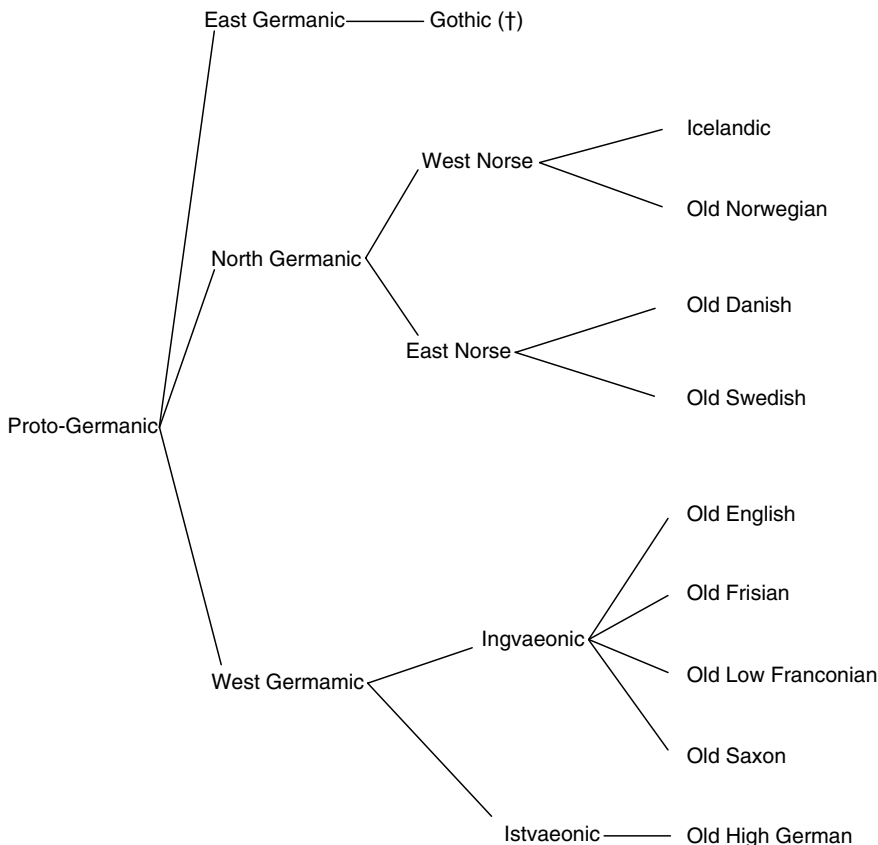 East Germanic Gothic (†)
Icelandic
West Norse
Old Norwegian
North Germanic
Old Danish
East Norse
Old Swedish
Proto-Germanic
Old English
Old Frisian
Ingvaeonic
Old Low Franconian
West Germamic
Old Saxon
Istvaeonic Old High German